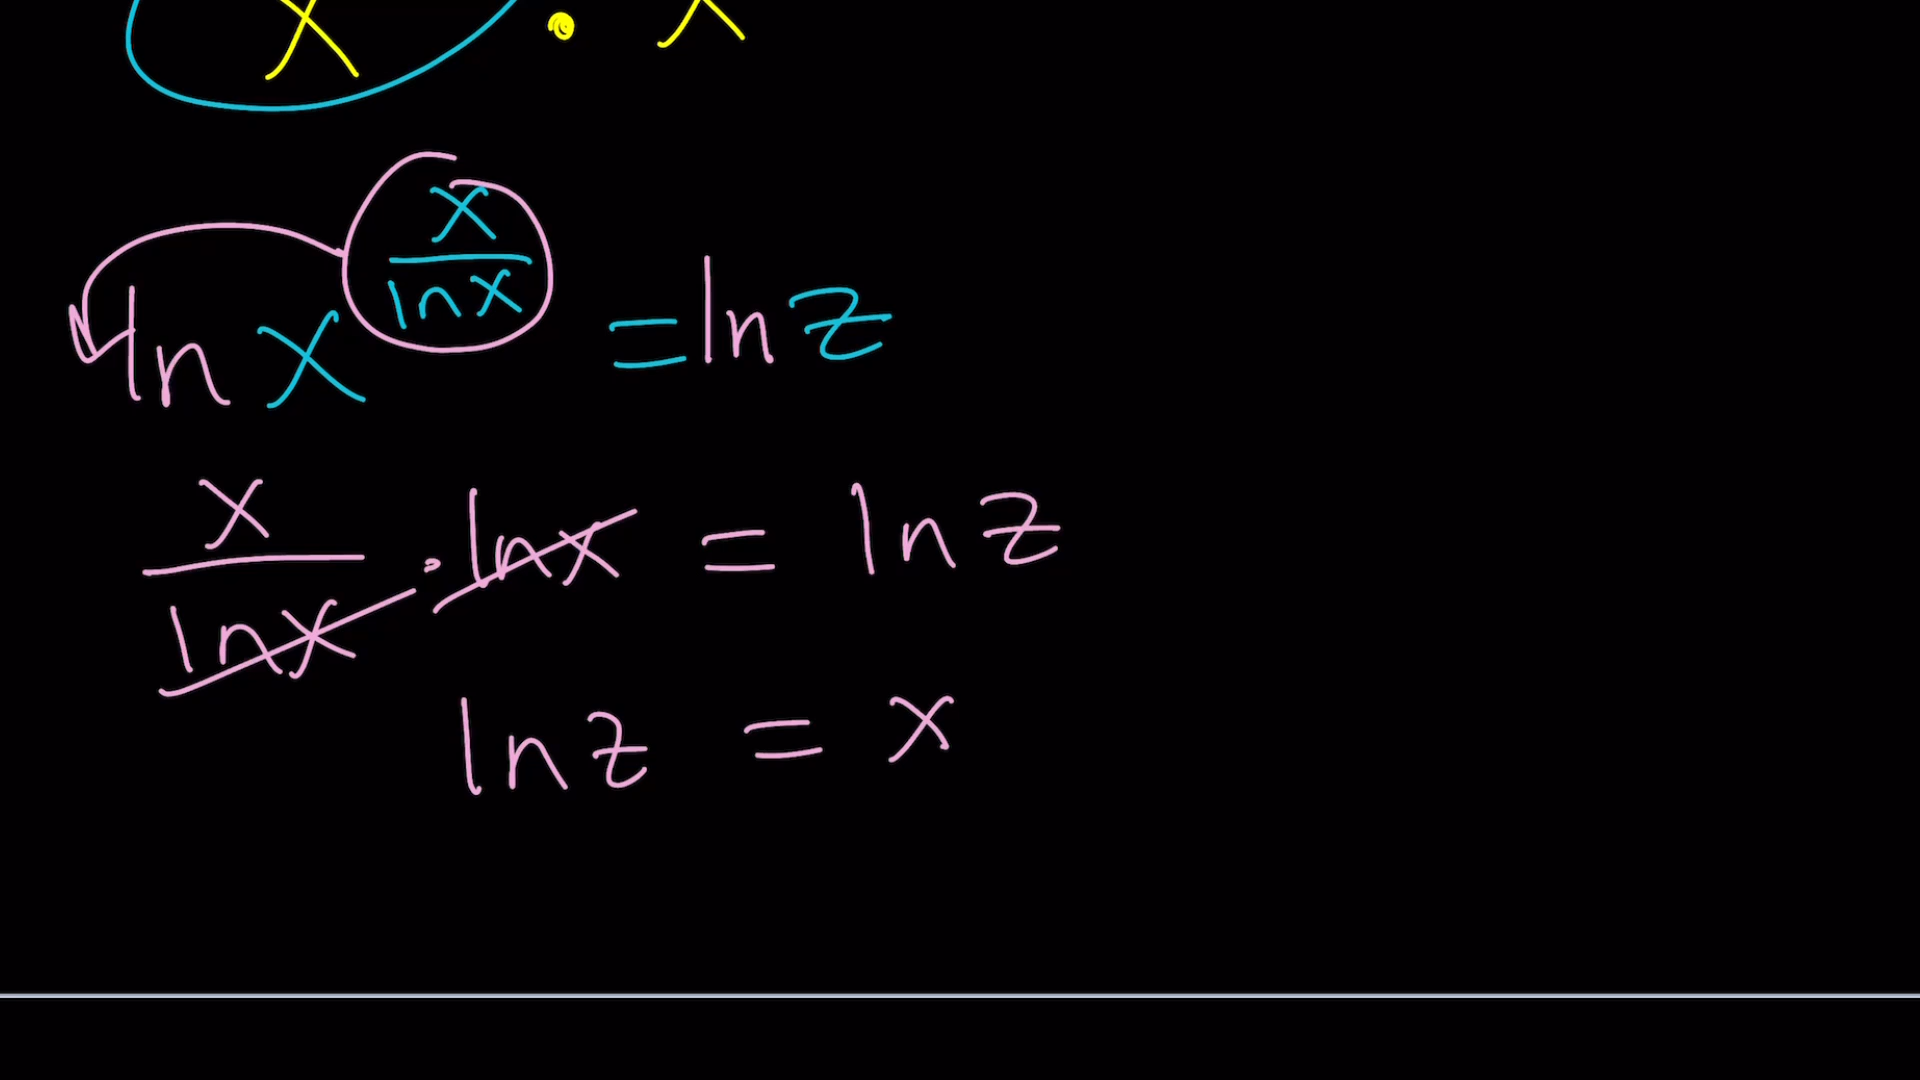 x · x
ln x^(x/ln x) = ln z
x/ln x · ln x = ln z
ln z = x